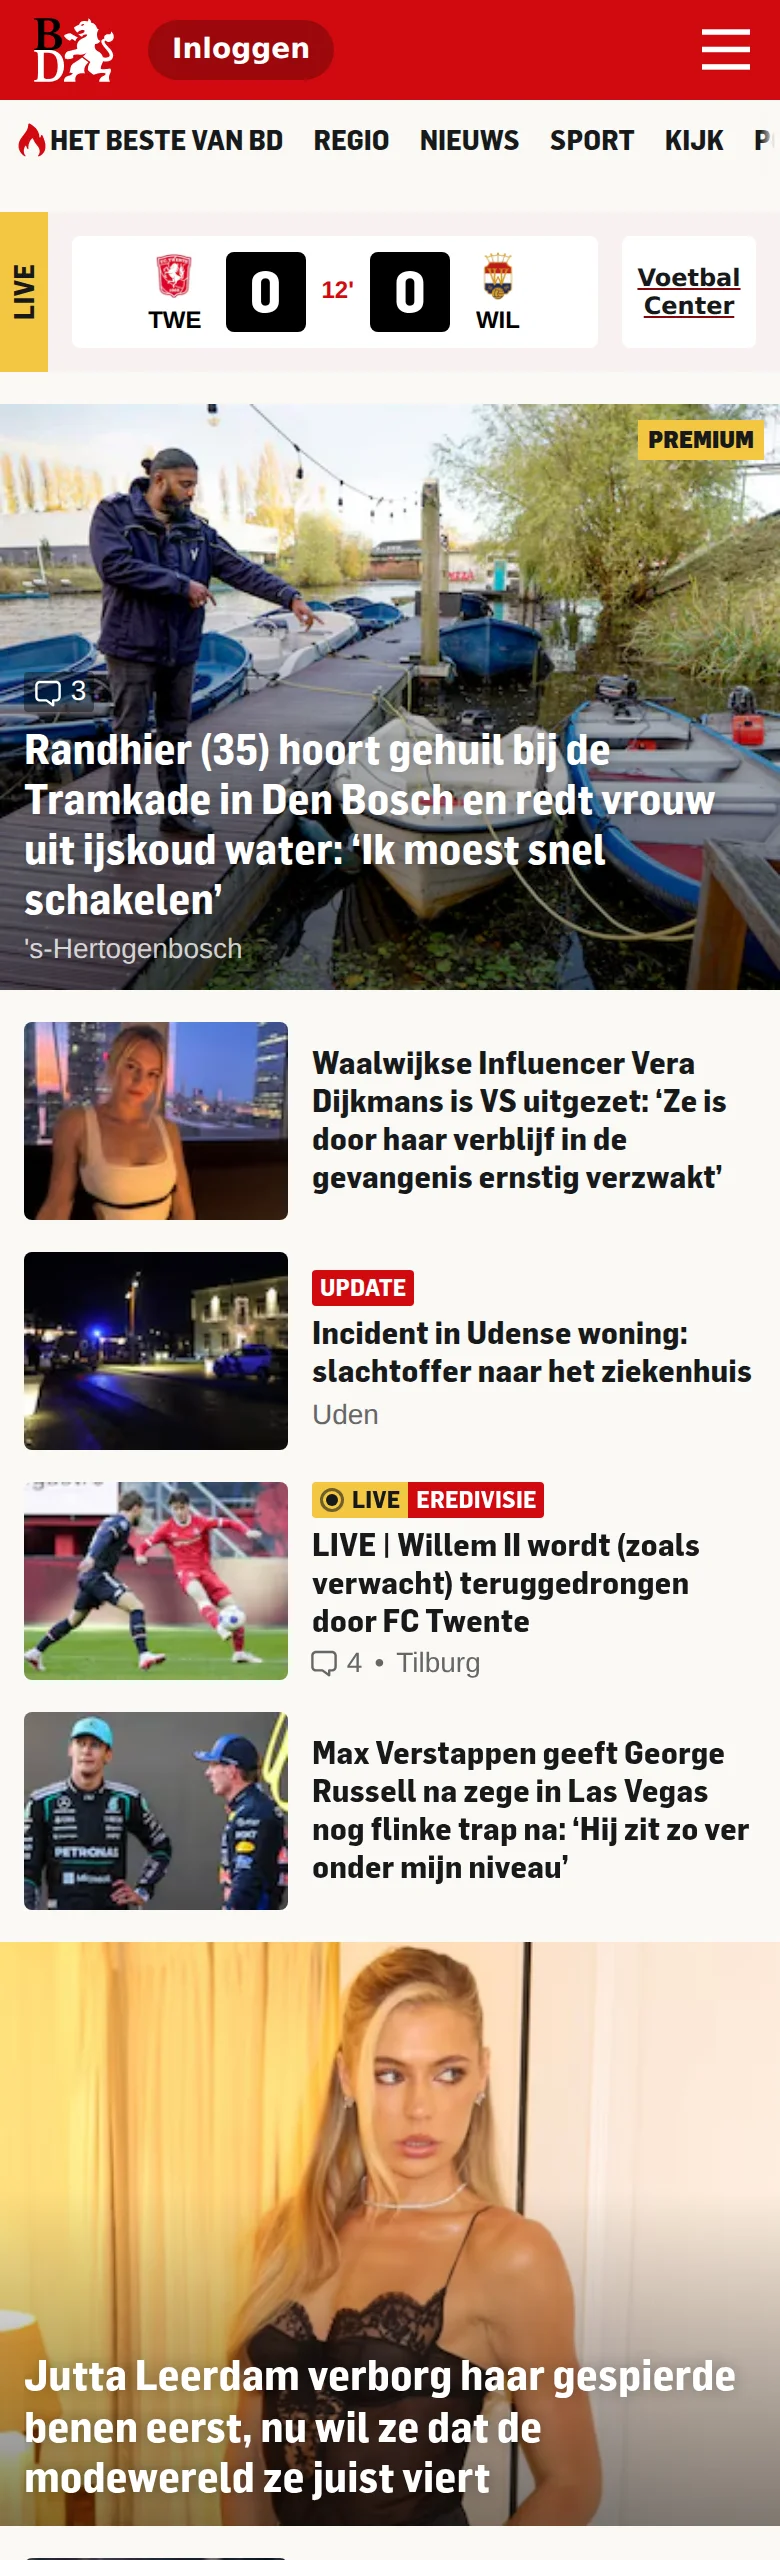 B
D
Inloggen
HET BESTE VAN BD REGIO NIEUWS SPORT KIJK
LIVE
TWE
0
12'
0
WIL
Voetbal
Center
PREMIUM
3
Randhier (35) hoort gehuil bij de
Tramkade in Den Bosch en redt vrouw
uit ijskoud water: ‘Ik moest snel
schakelen’
's-Hertogenbosch
Waalwijkse Influencer Vera
Dijkmans is VS uitgezet: ‘Ze is
door haar verblijf in de
gevangenis ernstig verzwakt’
UPDATE
Incident in Udense woning:
slachtoffer naar het ziekenhuis
Uden
LIVE EREDIVISIE
LIVE | Willem II wordt (zoals
verwacht) teruggedrongen
door FC Twente
4 • Tilburg
PETRONAS
Microsoft
Max Verstappen geeft George
Russell na zege in Las Vegas
nog flinke trap na: ‘Hij zit zo ver
onder mijn niveau’
Jutta Leerdam verborg haar gespierde
benen eerst, nu wil ze dat de
modewereld ze juist viert